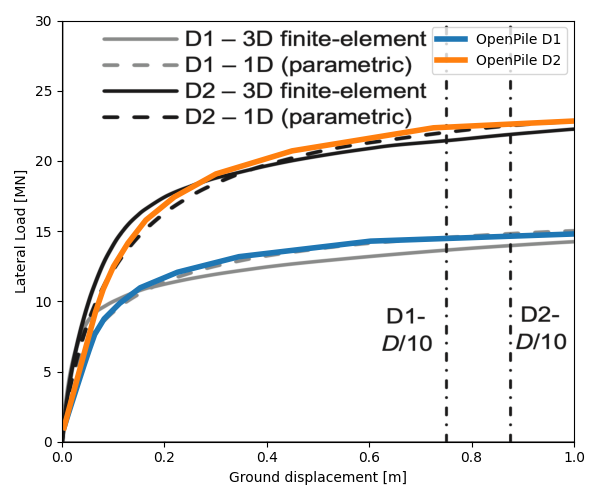 30
25
20
15
10
5
0
Lateral Load [MN]
D1 – 3D finite-element
D1 – 1D (parametric)
D2 – 3D finite-element
D2 – 1D (parametric)
OpenPile D1
OpenPile D2
D1-
D/10
D2-
D/10
0.0 0.2 0.4 0.6 0.8 1.0
Ground displacement [m]